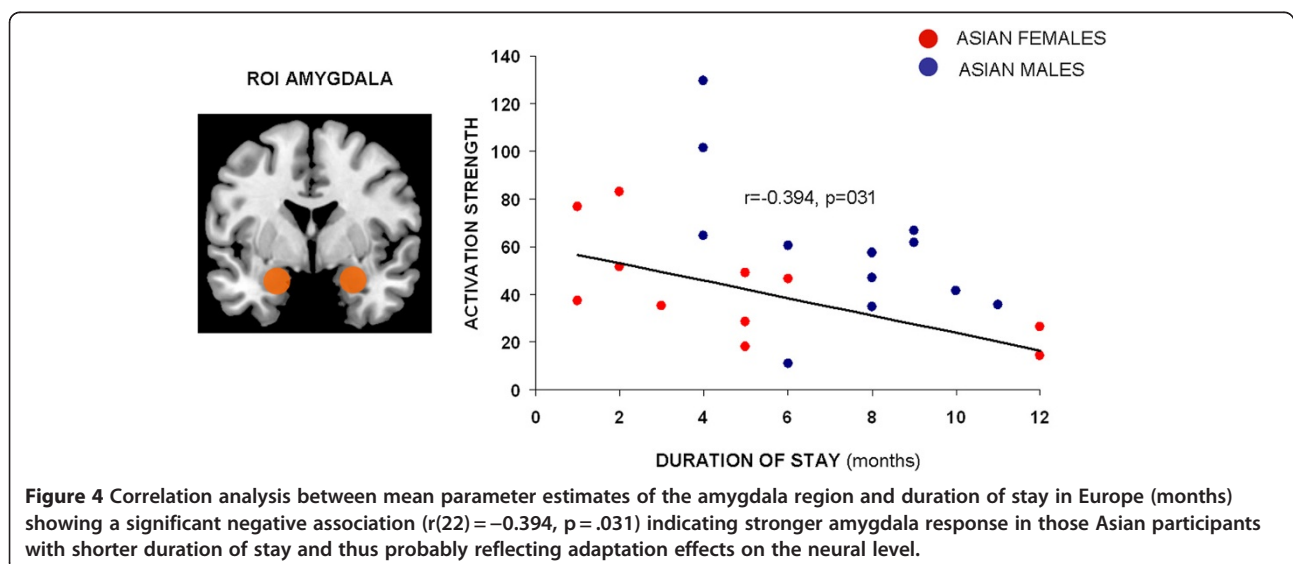 ROI AMYGDALA
ASIAN FEMALES
ASIAN MALES
ACTIVATION STRENGTH
140
120
100
80
60
40
20
0
r=-0.394, p=031
0 2 4 6 8 10 12
DURATION OF STAY (months)
Figure 4 Correlation analysis between mean parameter estimates of the amygdala region and duration of stay in Europe (months)
showing a significant negative association (r(22) = −0.394, p = .031) indicating stronger amygdala response in those Asian participants
with shorter duration of stay and thus probably reflecting adaptation effects on the neural level.